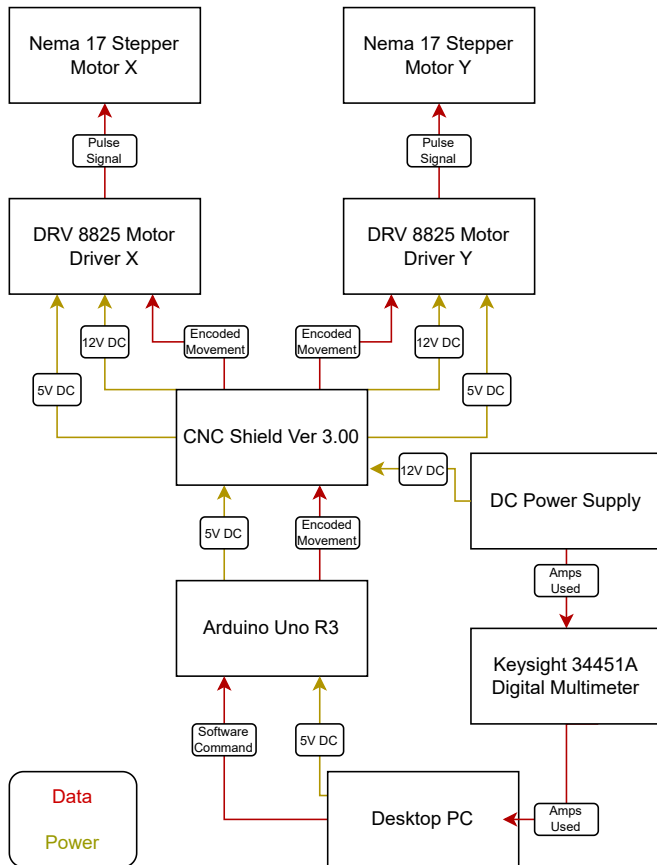 Nema 17 Stepper
Motor X
Nema 17 Stepper
Motor Y
Pulse
Signal
Pulse
Signal
DRV 8825 Motor
Driver X
DRV 8825 Motor
Driver Y
12V DC
Encoded
Movement
Encoded
Movement
12V DC
5V DC
5V DC
CNC Shield Ver 3.00
12V DC
DC Power Supply
5V DC
Encoded
Movement
Amps
Used
Arduino Uno R3
Keysight 34451A
Digital Multimeter
Software
Command
5V DC
Data
Power
Desktop PC
Amps
Used